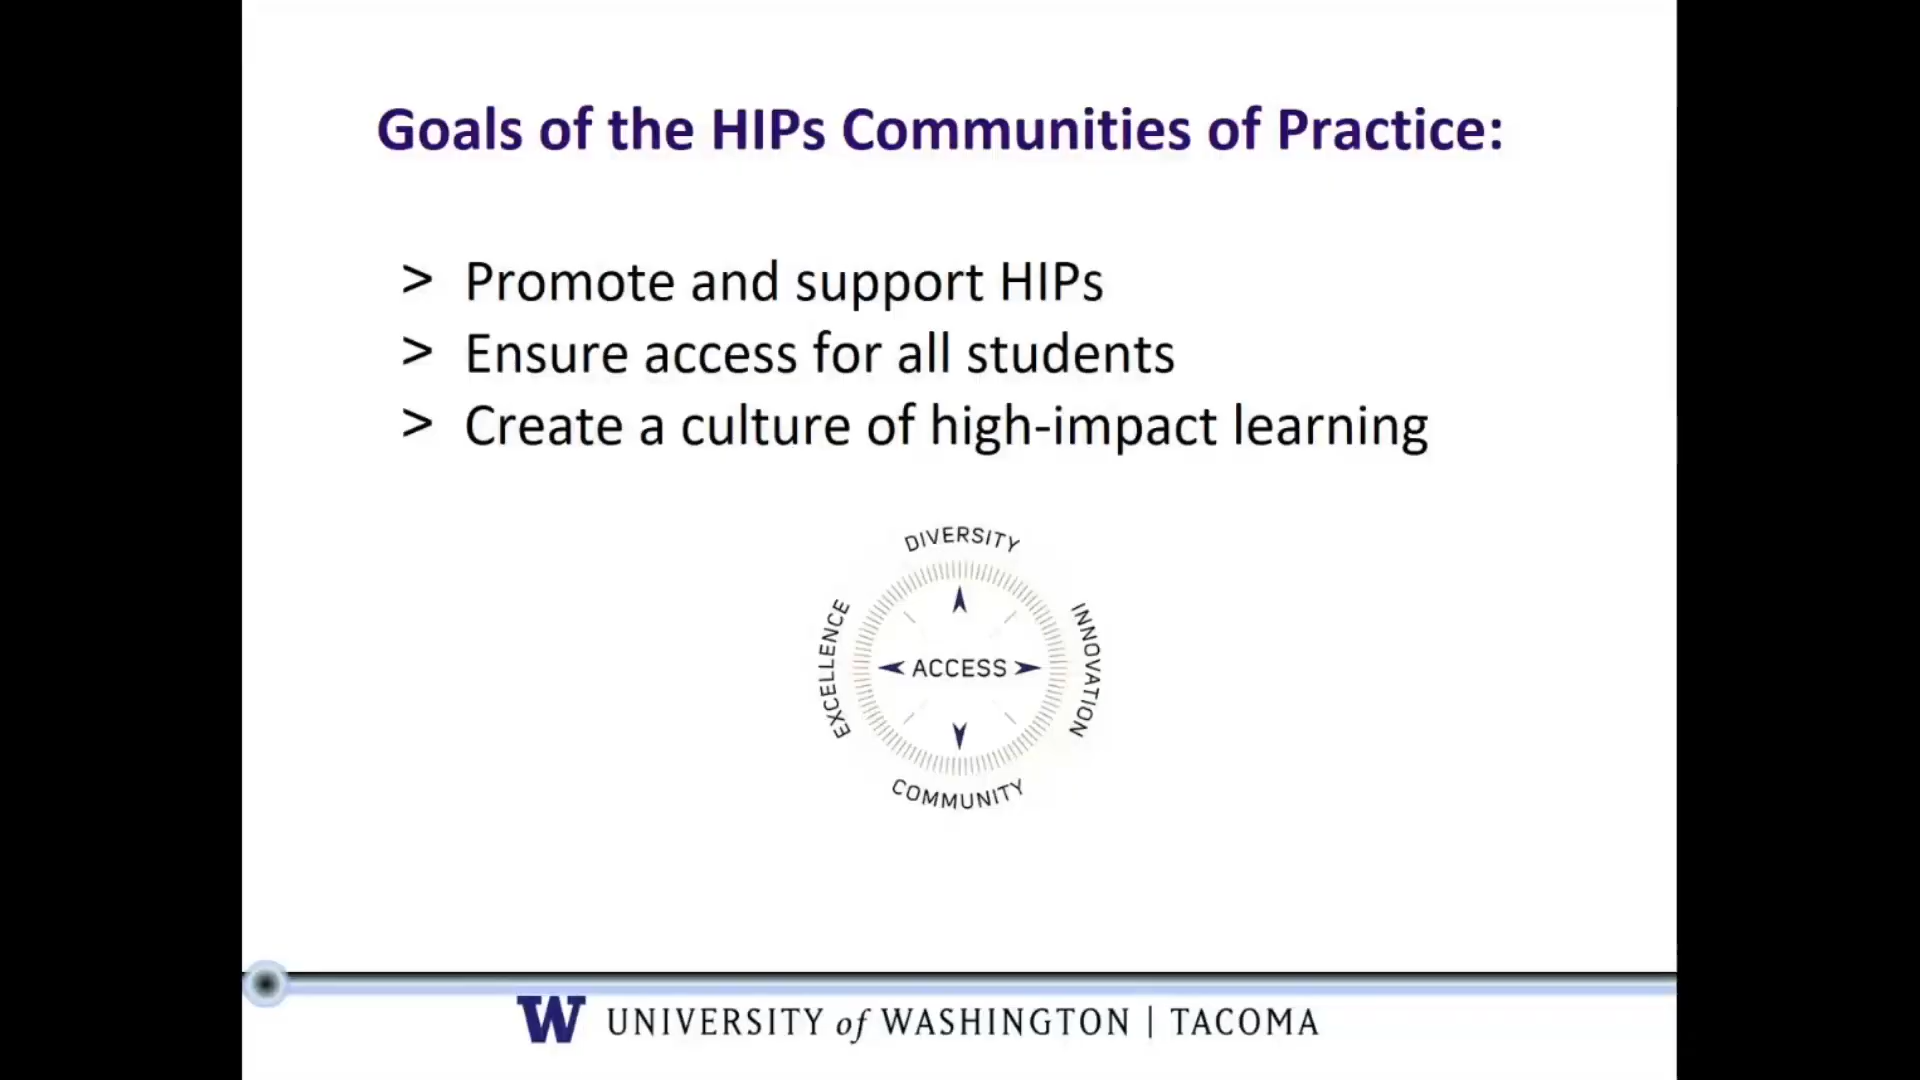 Goals of the HIPs Communities of Practice:
> Promote and support HIPs
> Ensure access for all students
> Create a culture of high-impact learning
DIVERSITY
EXCELLENCE
ACCESS
INNOVATION
COMMUNITY
W UNIVERSITY of WASHINGTON | TACOMA